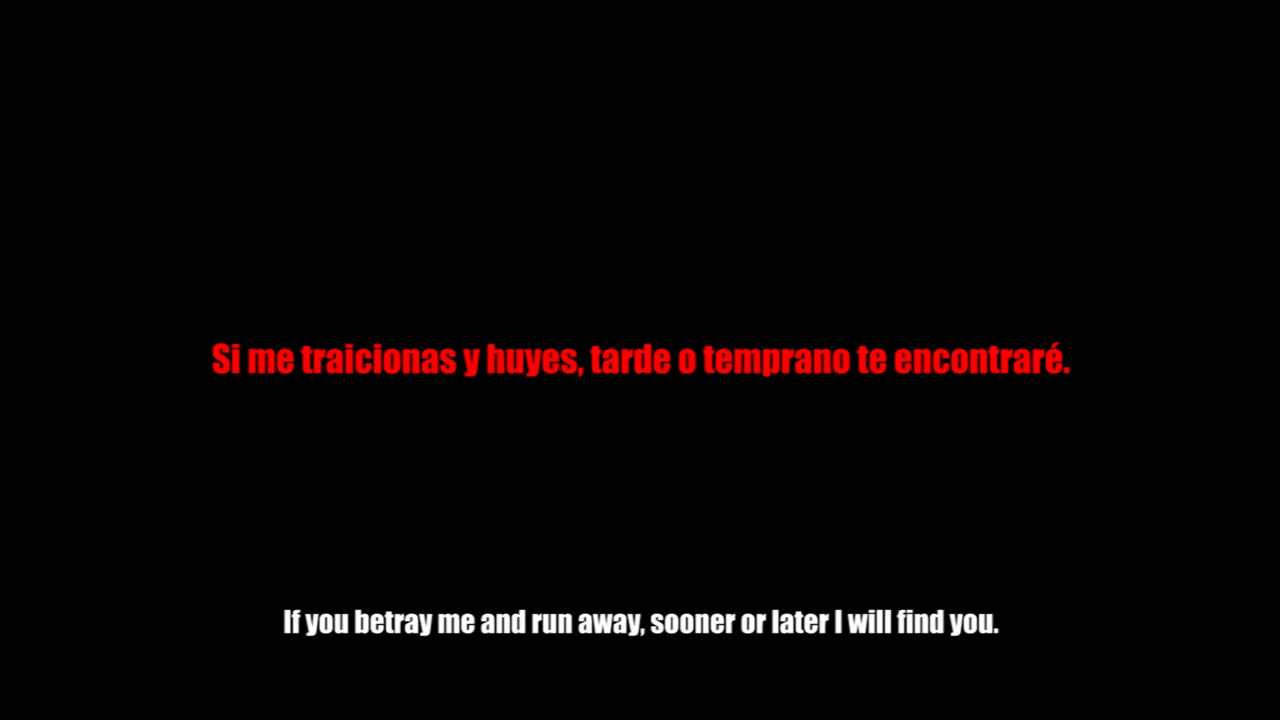 Si me traicionas y huyes, tarde o temprano te encontraré.
If you betray me and run away, sooner or later I will find you.